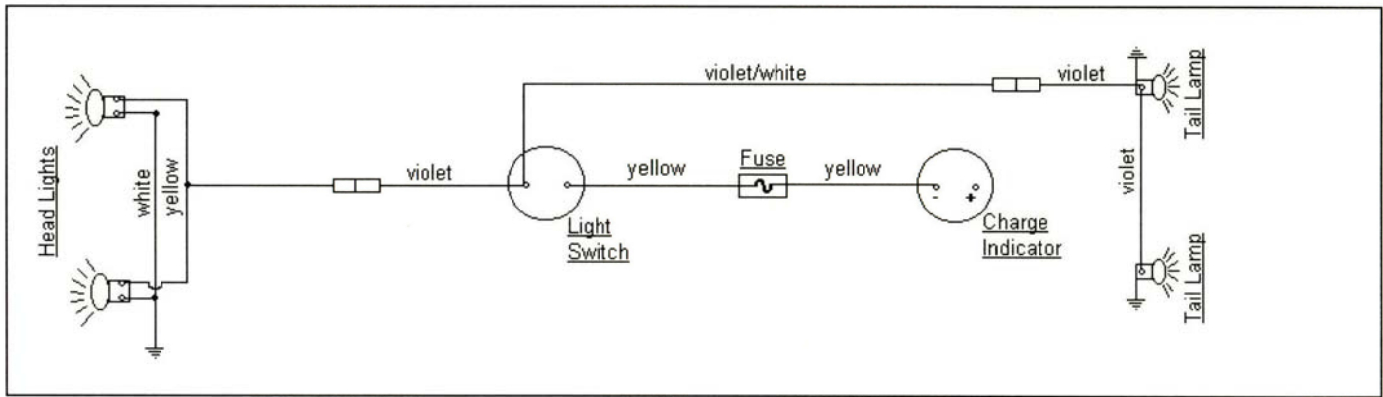 Head Lights
white
yellow
violet
violet/white
Light
Switch
yellow
Fuse
yellow
- +
Charge
Indicator
violet
violet
Tail Lamp
Tail Lamp